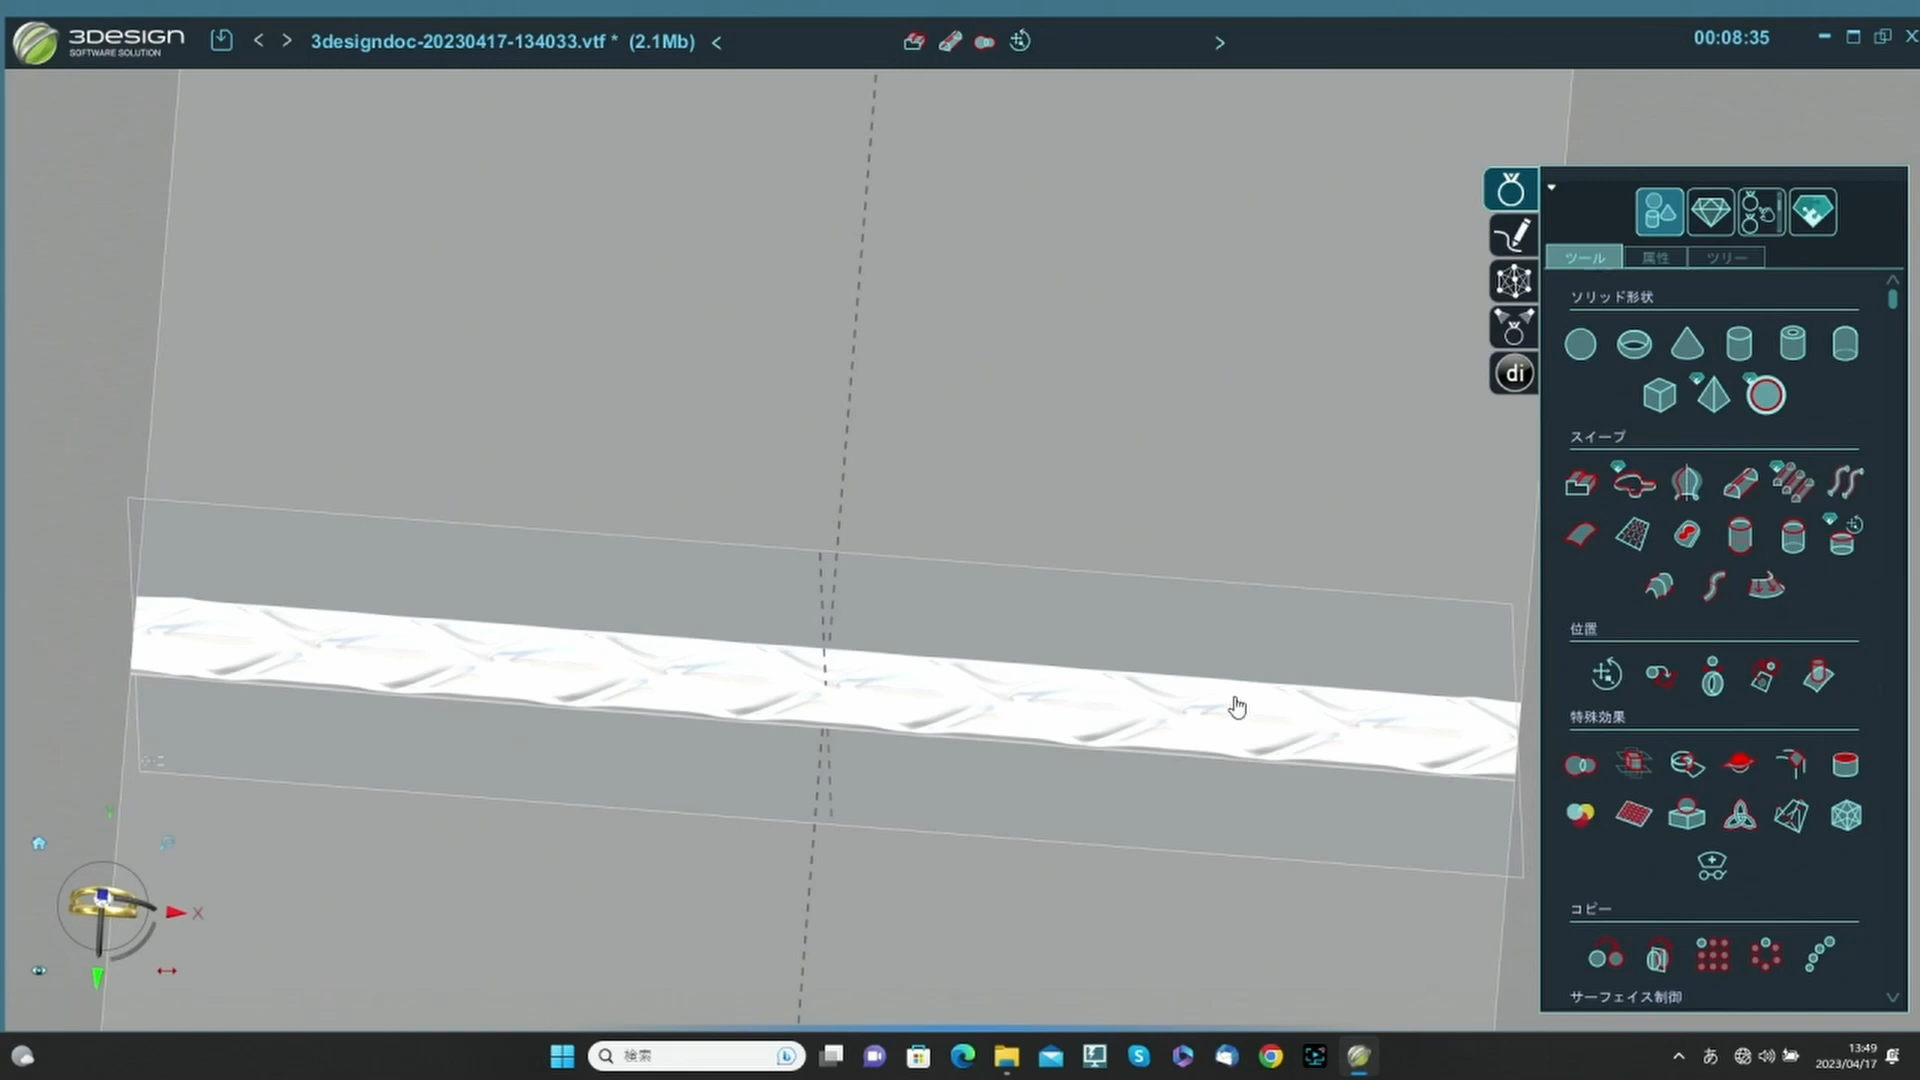 3DESIGN
SOFTWARE SOLUTION
3designdoc-20230417-134033.vtf * (2.1Mb)
00:08:35
di
ツール 属性 ツリー
ソリッド形状
スイープ
位置
特殊効果
コピー
サーフェイス制御
Y
X
検索
あ
13:49
2023/04/17